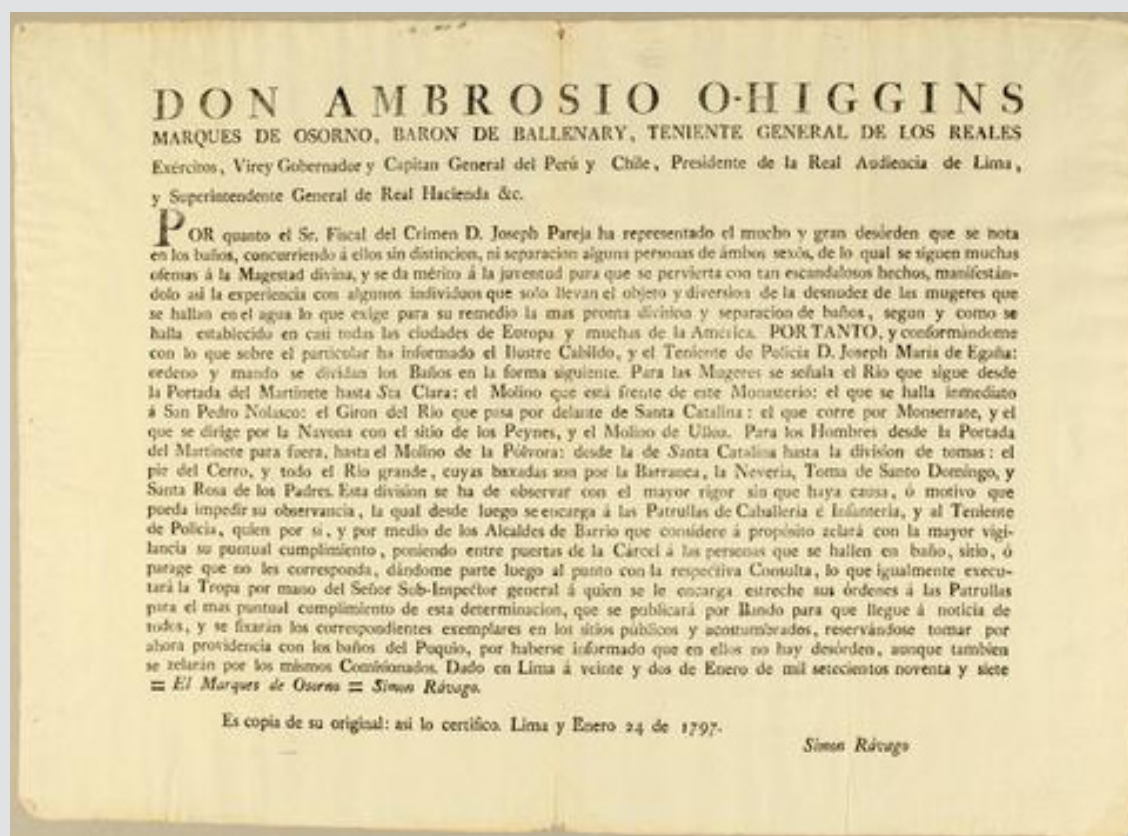 DON AMBROSIO O-HIGGINS
MARQUES DE OSORNO, BARON DE BALLENARY, TENIENTE GENERAL DE LOS REALES
Exércitos, Virey Gobernador y Capitan General del Perú y Chile, Presidente de la Real Audiencia de Lima,
y Superintendente General de Real Hacienda &c.
POR quanto el Sr. Fiscal del Crimen D. Joseph Pareja ha representado el mucho y gran desórden que se nota
en los baños, concurriendo á ellos sin distincion, ni separacion alguna personas de ámbos sexôs, de lo qual se siguen muchas
ofensas á la Magestad divina, y se da mérito á la juventud para que se pervierta con tan escandalosos hechos, manifestán-
dolo asi la experiencia con algunos individuos que solo llevan el objeto y diversion de la desnudez de las mugeres que
se hallan en el agua lo que exige para su remedio la mas pronta division y separacion de baños, segun y como se
halla establecido en casi todas las ciudades de Europa y muchas de la América. POR TANTO, y conformándome
con lo que sobre el particular ha informado el Ilustre Cabildo, y el Teniente de Policia D. Joseph Maria de Egaña:
ordeno y mando se dividan los Baños en la forma siguiente. Para las Mugeres se señala el Rio que sigue desde
la Portada del Martinete hasta Sta Clara: el Molino que está frente de este Monasterio: el que se halla inmediato
á San Pedro Nolasco: el Giron del Rio que pasa por delante de Santa Catalina: el que corre por Monserrate, y el
que se dirige por la Navona con el sitio de los Peynes, y el Molino de Ulloa. Para los Hombres desde la Portada
del Martinete para fuera, hasta el Molino de la Pólvora: desde la de Santa Catalina hasta la division de tomas: el
pie del Cerro, y todo el Rio grande, cuyas baxadas son por la Barranca, la Neveria, Toma de Santo Domingo, y
Santa Rosa de los Padres. Esta division se ha de observar con el mayor rigor sin que haya causa, ó motivo que
pueda impedir su observancia, la qual desde luego se encarga á las Patrullas de Caballeria é Infanteria, y al Teniente
de Policia, quien por si, y por medio de los Alcaldes de Barrio que considere á propósito zelará con la mayor vigi-
lancia su puntual cumplimiento, poniendo entre puertas de la Cárcel á las personas que se hallen en baño, sitio, ó
parage que no les corresponda, dándome parte luego al punto con la respectiva Consulta, lo que igualmente execu-
tará la Tropa por mano del Señor Sub-Inspector general á quien se le encarga estreche sus órdenes á las Patrullas
para el mas puntual cumplimiento de esta determinacion, que se publicará por Bando para que llegue á noticia de
todos, y se fixarán los correspondientes exemplares en los sitios públicos y acostumbrados, reservándose tomar por
ahora providencia con los baños del Puquio, por haberse informado que en ellos no hay desórden, aunque tambien
se zelarán por los mismos Comisionados. Dado en Lima á veinte y dos de Enero de mil setecientos noventa y siete
= El Marques de Osorno = Simon Rávago.
Es copia de su original: asi lo certifico. Lima y Enero 24 de 1797.
Simon Rávago